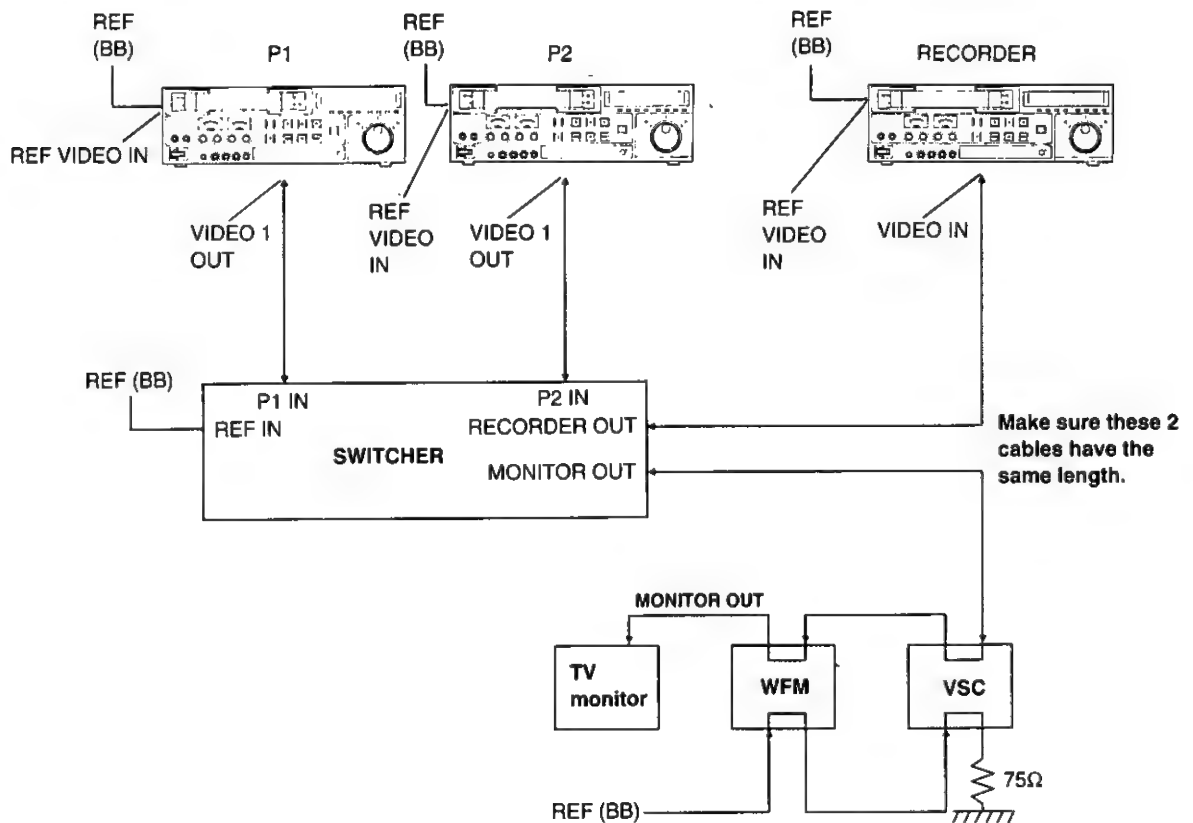 REF
(BB)
REF
(BB)
REF
(BB)
P1
P2
RECORDER
REF VIDEO IN
VIDEO 1
OUT
REF
VIDEO
IN
VIDEO 1
OUT
REF
VIDEO
IN
VIDEO IN
REF (BB)
P1 IN
P2 IN
REF IN
RECORDER OUT
SWITCHER
MONITOR OUT
Make sure these 2
cables have the
same length.
MONITOR OUT
TV
monitor
WFM
VSC
75Ω
REF (BB)